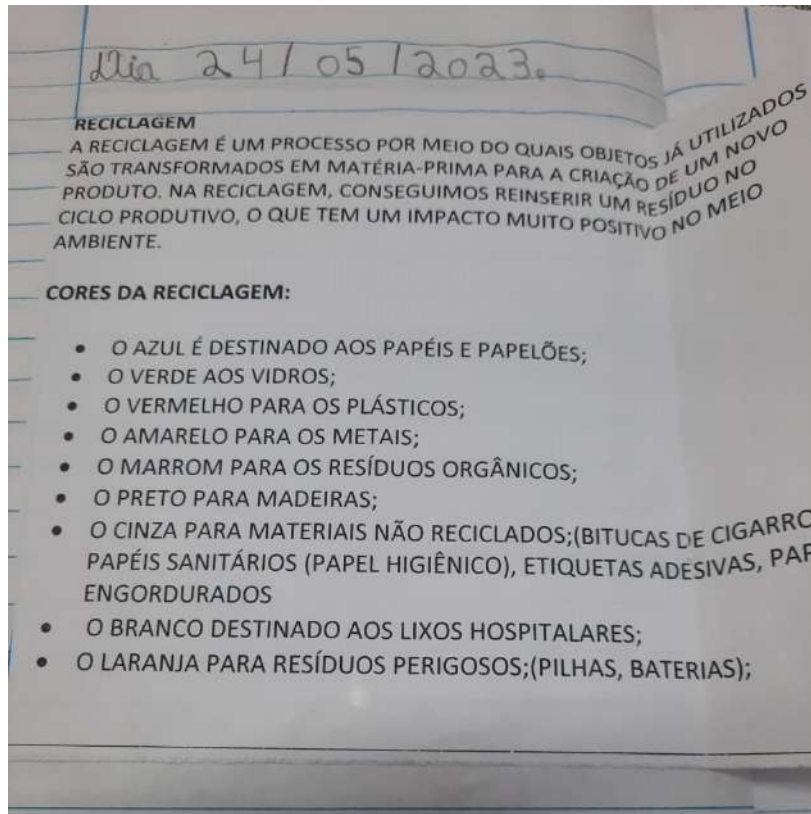 Dia 24/05/2023.
RECICLAGEM
A RECICLAGEM É UM PROCESSO POR MEIO DO QUAIS OBJETOS JÁ UTILIZADOS
SÃO TRANSFORMADOS EM MATÉRIA-PRIMA PARA A CRIAÇÃO DE UM NOVO
PRODUTO. NA RECICLAGEM, CONSEGUIMOS REINSERIR UM RESÍDUO NO
CICLO PRODUTIVO, O QUE TEM UM IMPACTO MUITO POSITIVO NO MEIO
AMBIENTE.
CORES DA RECICLAGEM:
• O AZUL É DESTINADO AOS PAPÉIS E PAPELÕES;
• O VERDE AOS VIDROS;
• O VERMELHO PARA OS PLÁSTICOS;
• O AMARELO PARA OS METAIS;
• O MARROM PARA OS RESÍDUOS ORGÂNICOS;
• O PRETO PARA MADEIRAS;
• O CINZA PARA MATERIAIS NÃO RECICLADOS;(BITUCAS DE CIGARRO
PAPÉIS SANITÁRIOS (PAPEL HIGIÊNICO), ETIQUETAS ADESIVAS,
ENGORDURADOS
• O BRANCO DESTINADO AOS LIXOS HOSPITALARES;
• O LARANJA PARA RESÍDUOS PERIGOSOS;(PILHAS, BATERIAS);